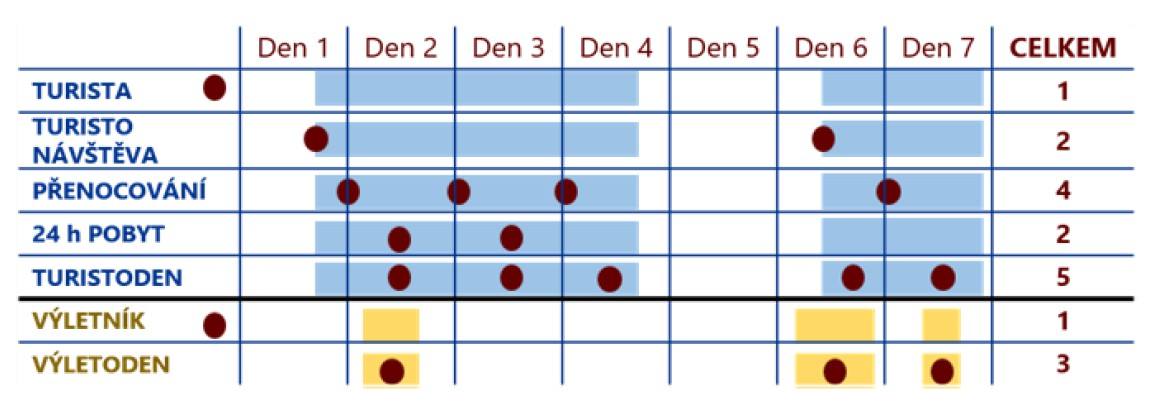 Den 1 Den 2 Den 3 Den 4 Den 5 Den 6 Den 7 CELKEM
TURISTA 1
TURISTO
NÁVŠTĚVA 2
PŘENOCOVÁNÍ 4
24 h POBYT 2
TURISTODEN 5
VÝLETNÍK 1
VÝLETODEN 3